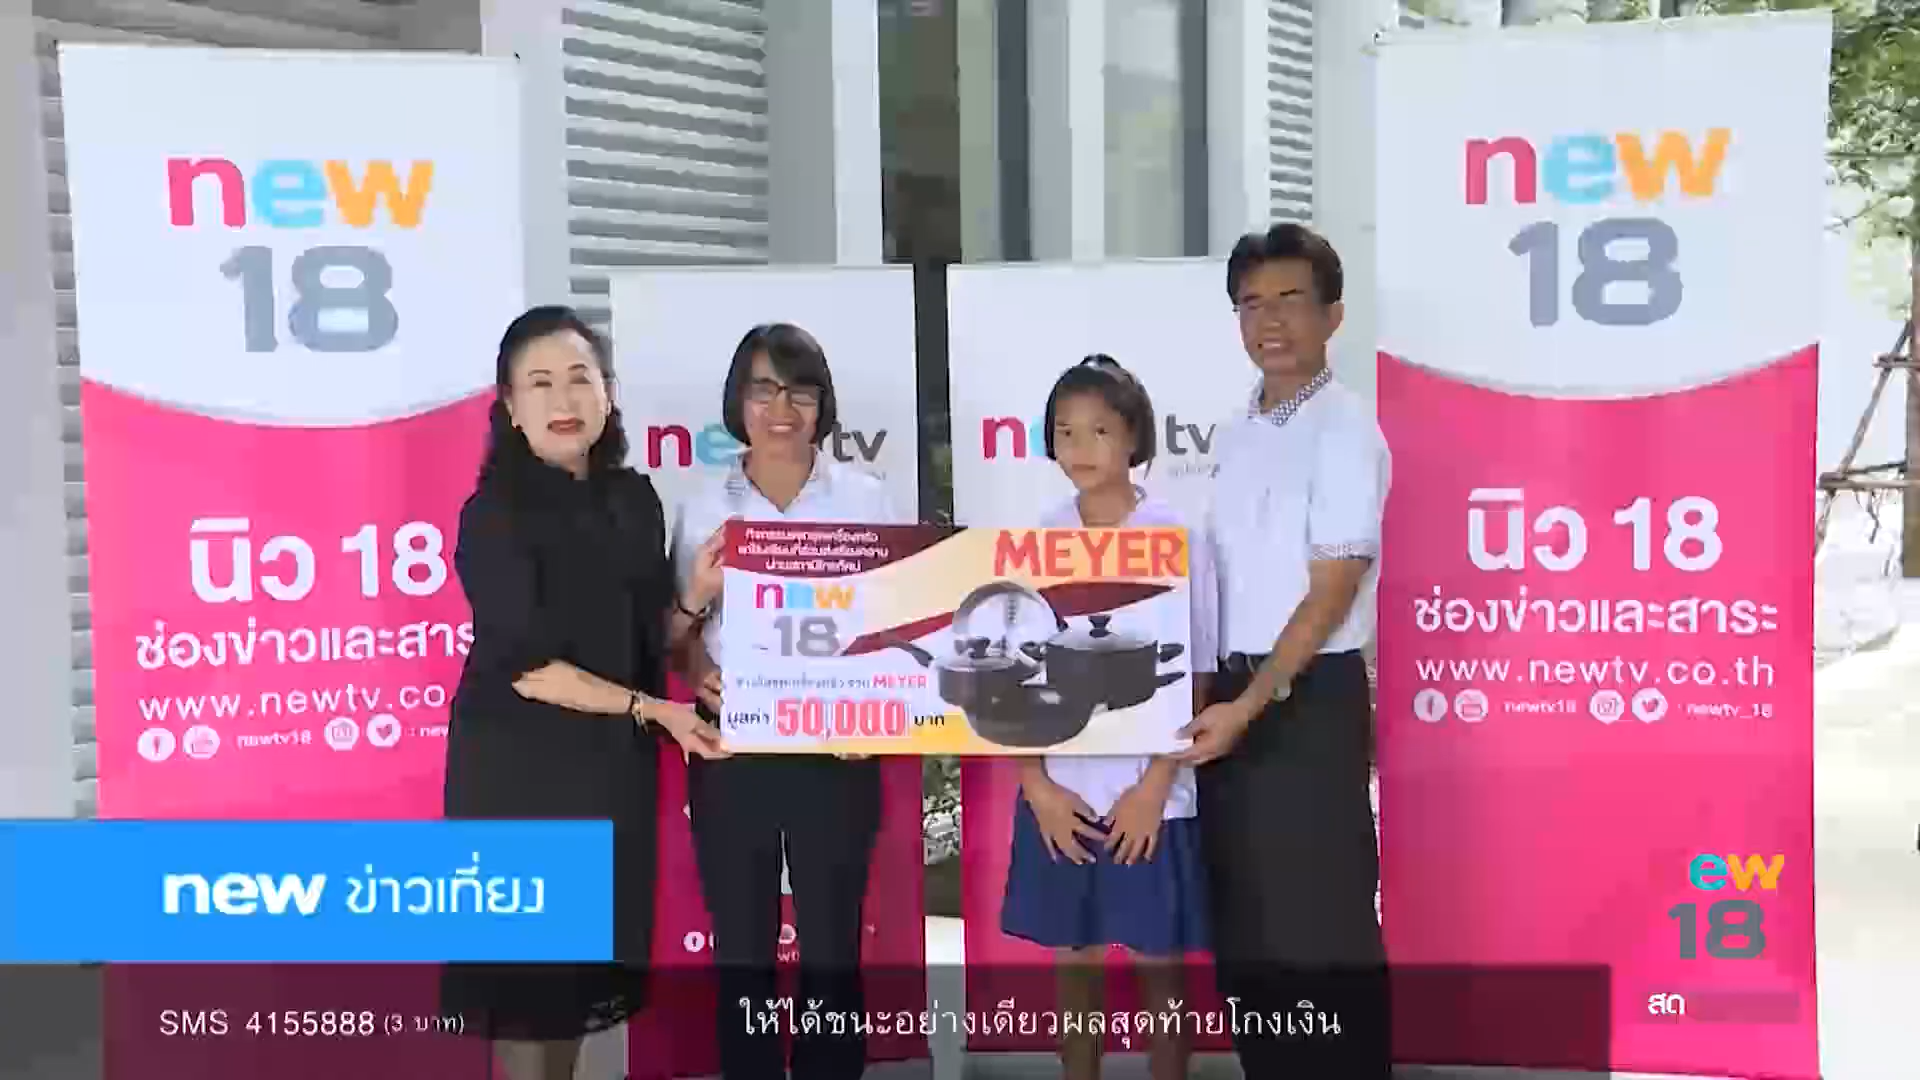 new
18
นิว 18
ช่องข่าวและสาระ
www.newtv.co
newtv18
new
18
นิว 18
ช่องข่าวและสาระ
www.newtv.co.th
newtv18
newtv_18
tv
tv
MEYER
new
18
MEYER
มูลค่า 50,000 บาท
new ข่าวเที่ยง
SMS 4155888 (3 บาท)
ให้ได้ชนะอย่างเดียวผลสุดท้ายโกงเงิน
ew
18
สด